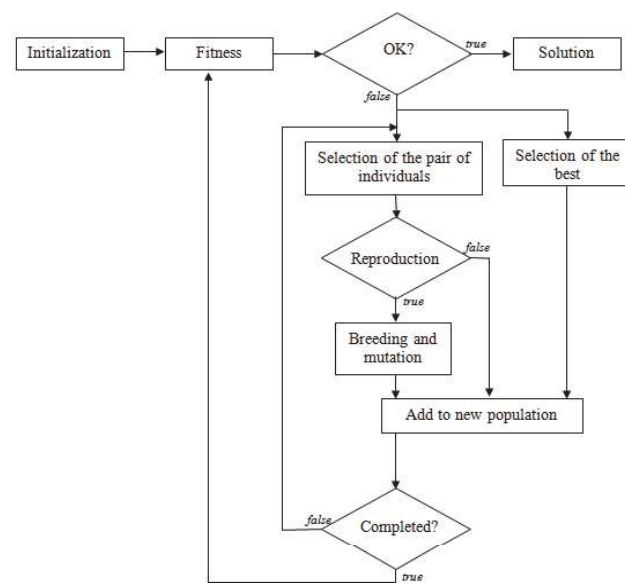 Initialization
Fitness
OK?
true
Solution
false
Selection of the pair of
individuals
Selection of the
best
Reproduction
false
true
Breeding and
mutation
Add to new population
false
Completed?
true